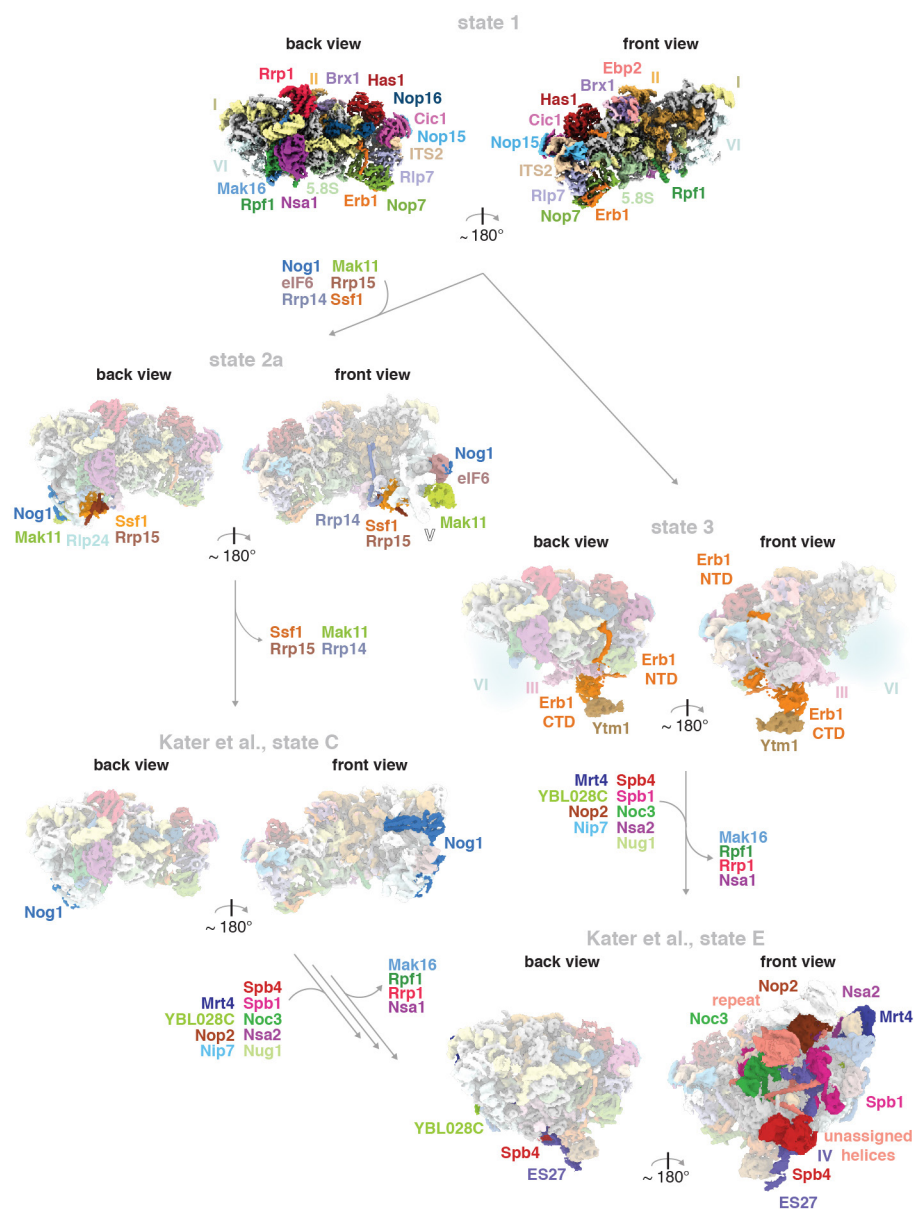 state 1
back view
front view
Rrp1
II
Brx1
Has1
Nop16
Cic1
Nop15
ITS2
Rlp7
Nop7
Erb1
5.8S
Nsa1
Rpf1
Mak16
VI
I
Ebp2
II
Brx1
Has1
Cic1
Nop15
ITS2
Rlp7
Nop7
Erb1
5.8S
Rpf1
VI
I
~ 180°
Nog1 Mak11
eIF6 Rrp15
Rrp14 Ssf1
state 2a
back view
front view
Nog1
Mak11
Rlp24
Ssf1
Rrp15
Nog1
eIF6
Rrp14
Ssf1
Rrp15
V
Mak11
~ 180°
Ssf1 Mak11
Rrp15 Rrp14
state 3
back view
front view
Erb1
NTD
Erb1
NTD
VI
III
Erb1
CTD
Ytm1
III
VI
Erb1
CTD
Ytm1
~ 180°
Kater et al., state C
back view
front view
Nog1
Nog1
~ 180°
Mrt4 Spb4
YBL028C Spb1
Nop2 Noc3
Nip7 Nsa2
Nug1
Mak16
Rpf1
Rrp1
Nsa1
Spb4
Mrt4 Spb1
YBL028C Noc3
Nop2 Nsa2
Nip7 Nug1
Mak16
Rpf1
Rrp1
Nsa1
Kater et al., state E
back view
front view
YBL028C
Spb4
ES27
Nop2
Nsa2
repeat
Noc3
Mrt4
Spb1
unassigned
helices
IV
Spb4
ES27
~ 180°